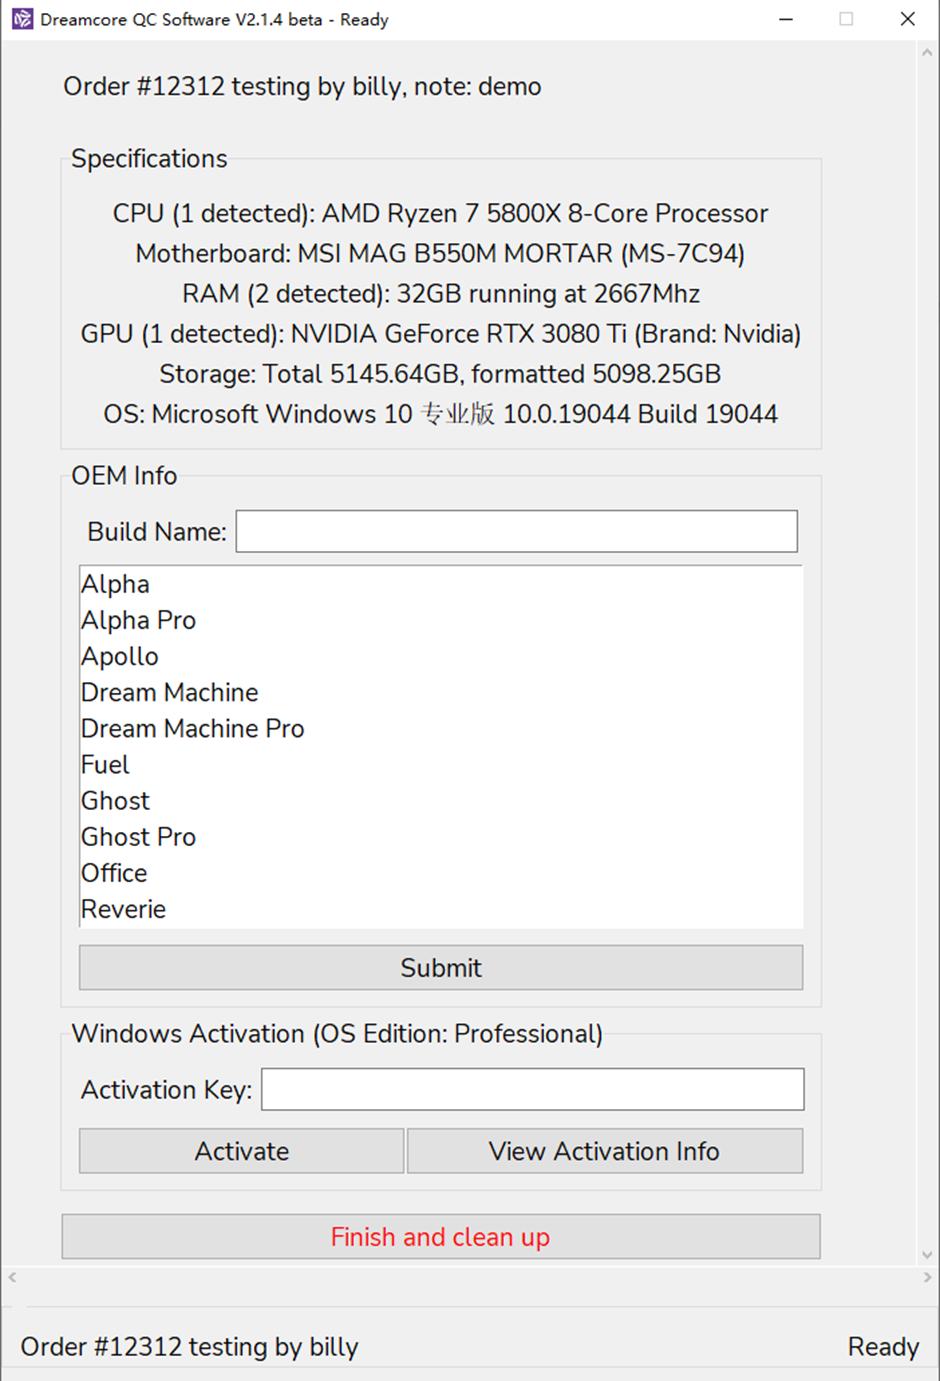 Dreamcore QC Software V2.1.4 beta - Ready
Order #12312 testing by billy, note: demo
Specifications
CPU (1 detected): AMD Ryzen 7 5800X 8-Core Processor
Motherboard: MSI MAG B550M MORTAR (MS-7C94)
RAM (2 detected): 32GB running at 2667Mhz
GPU (1 detected): NVIDIA GeForce RTX 3080 Ti (Brand: Nvidia)
Storage: Total 5145.64GB, formatted 5098.25GB
OS: Microsoft Windows 10 专业版 10.0.19044 Build 19044
OEM Info
Build Name:
Alpha
Alpha Pro
Apollo
Dream Machine
Dream Machine Pro
Fuel
Ghost
Ghost Pro
Office
Reverie
Submit
Windows Activation (OS Edition: Professional)
Activation Key:
Activate View Activation Info
Finish and clean up
Order #12312 testing by billy Ready